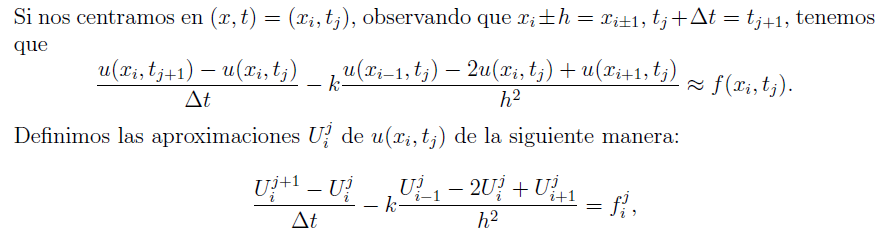 Si nos centramos en $(x, t) = (x_i, t_j)$, observando que $x_i \pm h = x_{i\pm 1}$, $t_j + \Delta t = t_{j+1}$, tenemos
que
$$\frac{u(x_i, t_{j+1}) - u(x_i, t_j)}{\Delta t} - k\frac{u(x_{i-1}, t_j) - 2u(x_i, t_j) + u(x_{i+1}, t_j)}{h^2} \approx f(x_i, t_j).$$
Definimos las aproximaciones $U_i^j$ de $u(x_i, t_j)$ de la siguiente manera:
$$\frac{U_i^{j+1} - U_i^j}{\Delta t} - k\frac{U_{i-1}^j - 2U_i^j + U_{i+1}^j}{h^2} = f_i^j,$$